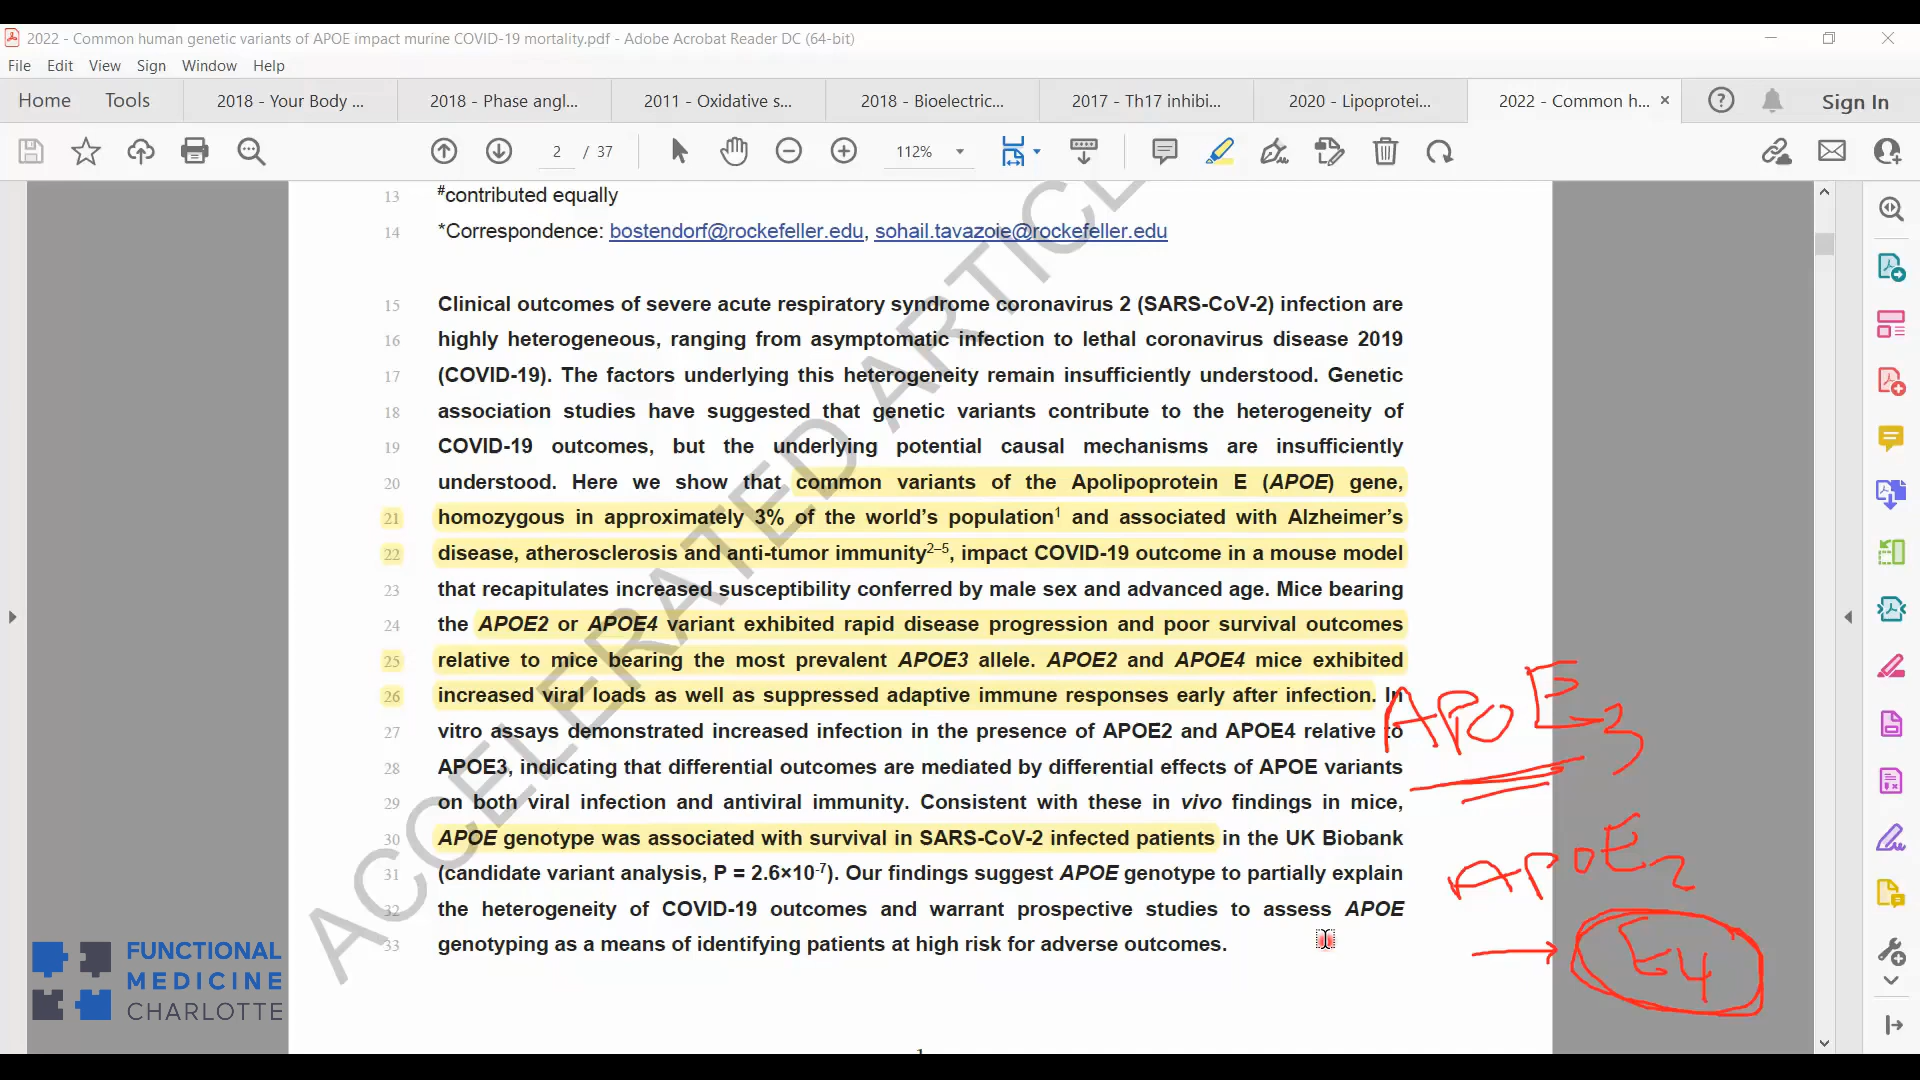 2022 - Common human genetic variants of APOE impact murine COVID-19 mortality.pdf - Adobe Acrobat Reader DC (64-bit)
File Edit View Sign Window Help
Home Tools 2018 - Your Body ... 2018 - Phase angl... 2011 - Oxidative s... 2018 - Bioelectric... 2017 - Th17 inhibi... 2020 - Lipoprotei... 2022 - Common h... × Sign In
2 / 37 112%
13 #contributed equally
14 *Correspondence: bostendorf@rockefeller.edu, sohail.tavazoie@rockefeller.edu
15 Clinical outcomes of severe acute respiratory syndrome coronavirus 2 (SARS-CoV-2) infection are
16 highly heterogeneous, ranging from asymptomatic infection to lethal coronavirus disease 2019
17 (COVID-19). The factors underlying this heterogeneity remain insufficiently understood. Genetic
18 association studies have suggested that genetic variants contribute to the heterogeneity of
19 COVID-19 outcomes, but the underlying potential causal mechanisms are insufficiently
20 understood. Here we show that common variants of the Apolipoprotein E (APOE) gene,
21 homozygous in approximately 3% of the world's population1 and associated with Alzheimer's
22 disease, atherosclerosis and anti-tumor immunity2–5, impact COVID-19 outcome in a mouse model
23 that recapitulates increased susceptibility conferred by male sex and advanced age. Mice bearing
24 the APOE2 or APOE4 variant exhibited rapid disease progression and poor survival outcomes
25 relative to mice bearing the most prevalent APOE3 allele. APOE2 and APOE4 mice exhibited
26 increased viral loads as well as suppressed adaptive immune responses early after infection. In
27 vitro assays demonstrated increased infection in the presence of APOE2 and APOE4 relative to
28 APOE3, indicating that differential outcomes are mediated by differential effects of APOE variants
29 on both viral infection and antiviral immunity. Consistent with these in vivo findings in mice,
30 APOE genotype was associated with survival in SARS-CoV-2 infected patients in the UK Biobank
31 (candidate variant analysis, P = 2.6×10-7). Our findings suggest APOE genotype to partially explain
32 the heterogeneity of COVID-19 outcomes and warrant prospective studies to assess APOE
33 genotyping as a means of identifying patients at high risk for adverse outcomes.
ACCELERATED ARTICLE
APOE3
APOE2
E4
FUNCTIONAL
MEDICINE
CHARLOTTE